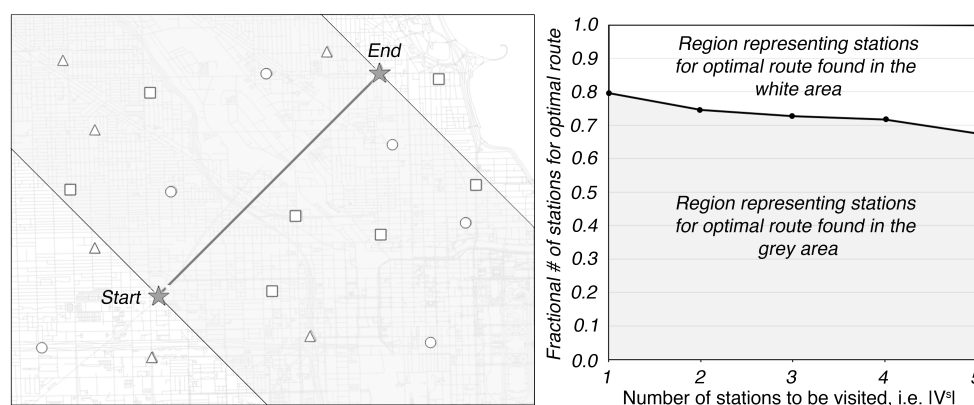 End
Start
Fractional # of stations for optimal route
1.0
0.9
0.8
0.7
0.6
0.5
0.4
0.3
0.2
0.1
0.0
Region representing stations
for optimal route found in the
white area
Region representing stations
for optimal route found in the
grey area
1 2 3 4 5
Number of stations to be visited, i.e. |Vˢ|